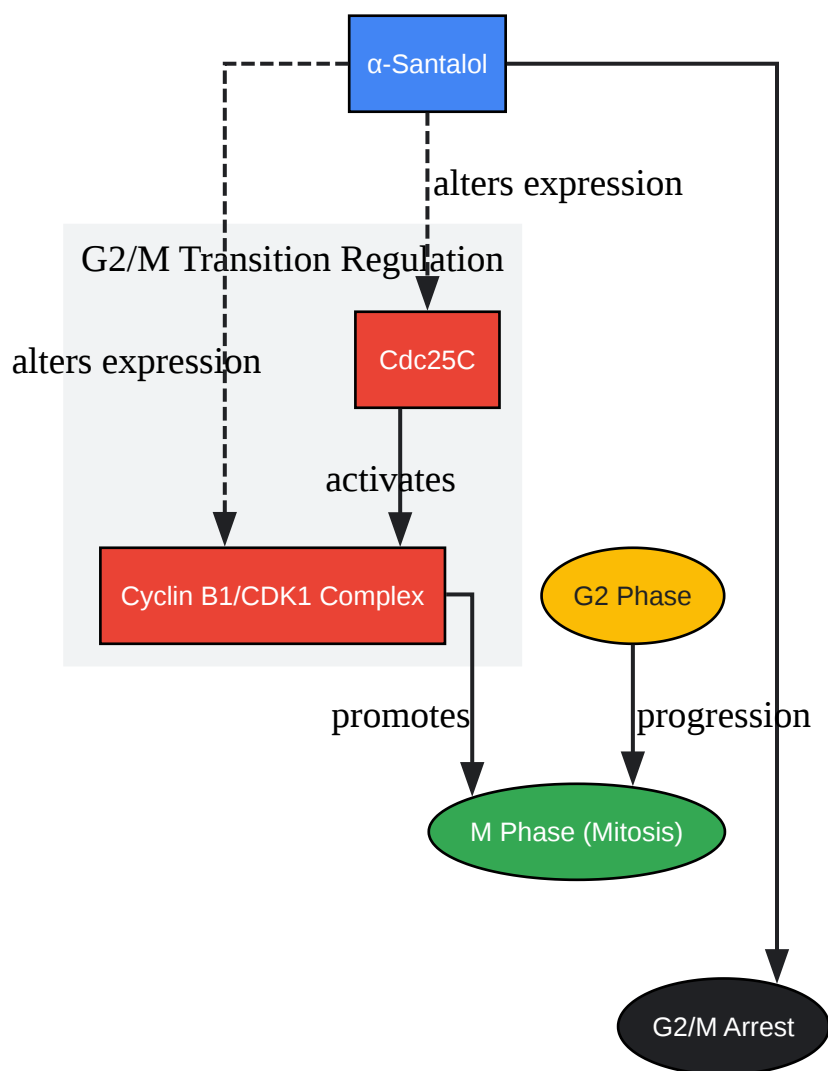 α-Santalol
alters expression
G2/M Transition Regulation
alters expression
Cdc25C
activates
Cyclin B1/CDK1 Complex
G2 Phase
promotes
progression
M Phase (Mitosis)
G2/M Arrest